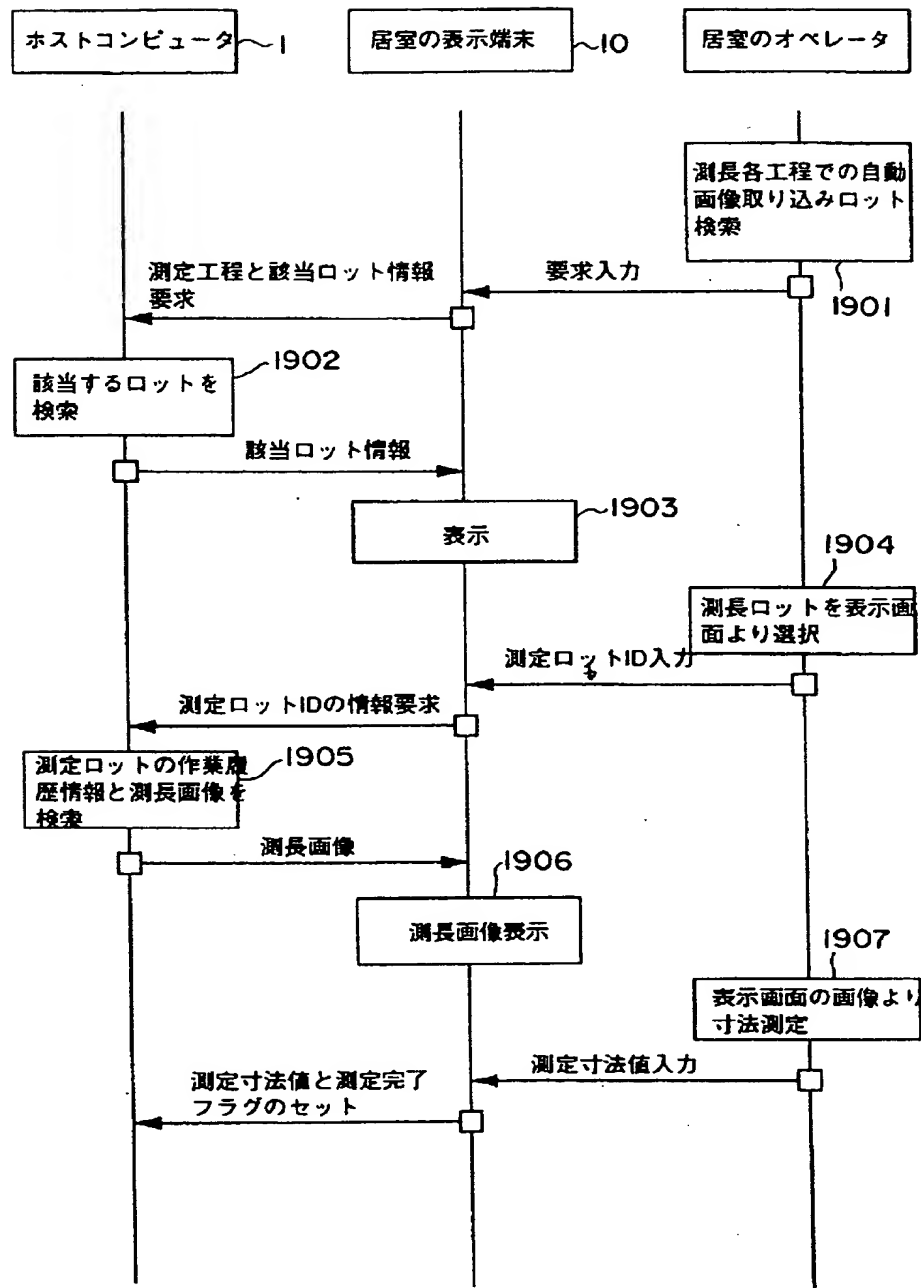 ホストコンピュータ 1
居室の表示端末 10
居室のオペレータ
測長各工程での自動
画像取り込みロット
検索
1901
要求入力
測定工程と該当ロット情報
要求
1902
該当するロットを
検索
該当ロット情報
1903
表示
1904
測長ロットを表示画
面より選択
測定ロットID入力
測定ロットIDの情報要求
1905
測定ロットの作業履
歴情報と測長画像を
検索
測長画像
1906
測長画像表示
1907
表示画面の画像より
寸法測定
測定寸法値入力
測定寸法値と測定完了
フラグのセット